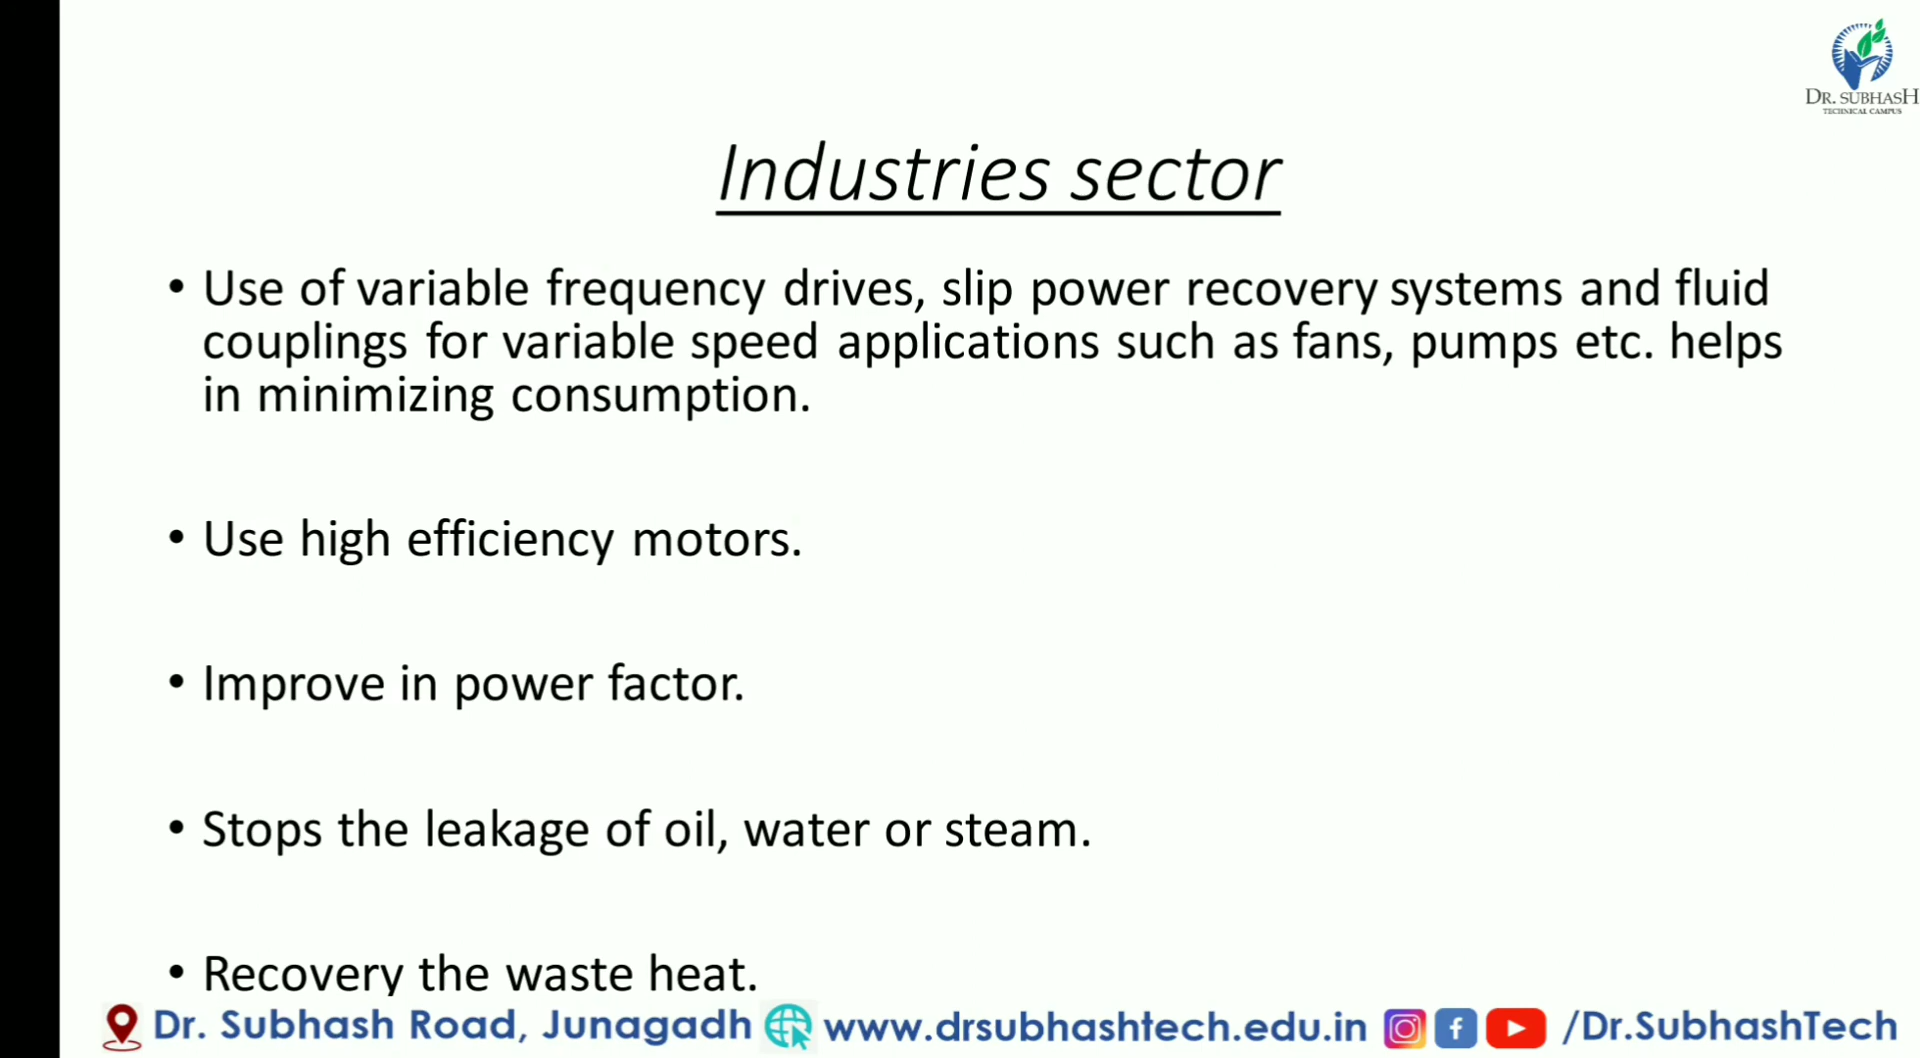 DR. SUBHASH
TECHNICAL CAMPUS
Industries sector
• Use of variable frequency drives, slip power recovery systems and fluid
couplings for variable speed applications such as fans, pumps etc. helps
in minimizing consumption.
• Use high efficiency motors.
• Improve in power factor.
• Stops the leakage of oil, water or steam.
• Recovery the waste heat.
Dr. Subhash Road, Junagadh www.drsubhashtech.edu.in /Dr.SubhashTech